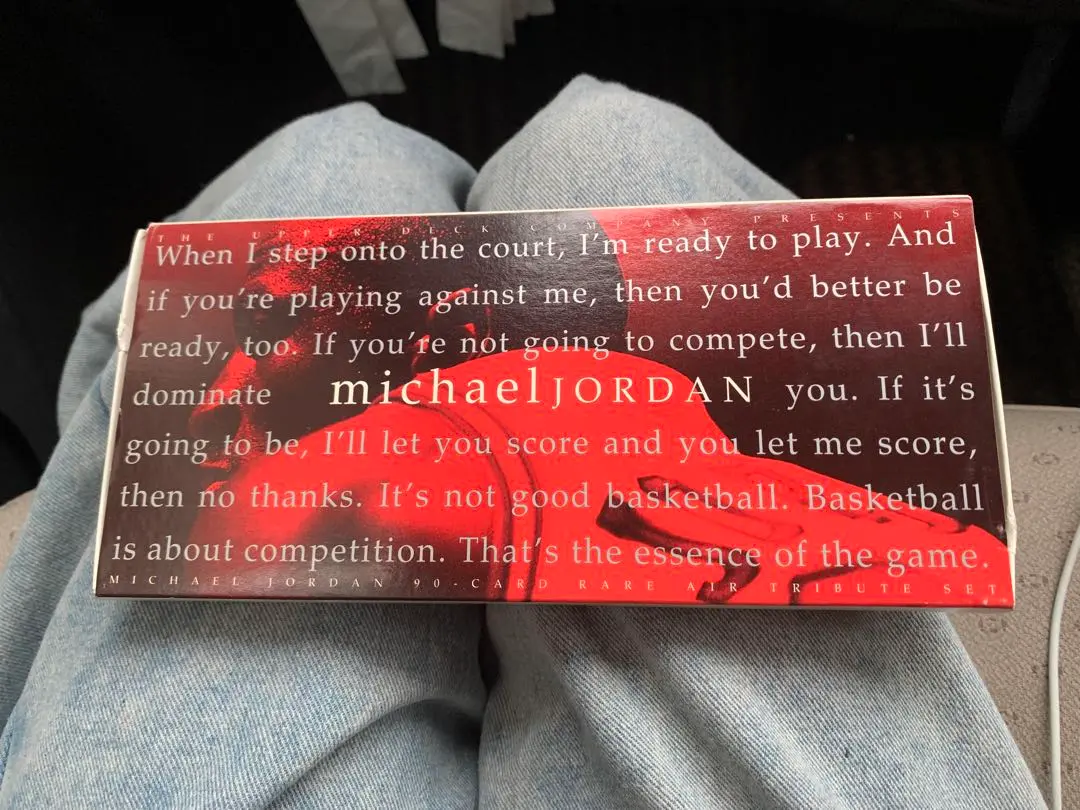 THE UPPER DECK COMPANY PRESENTS
When I step onto the court, I'm ready to play. And
if you're playing against me, then you'd better be
ready, too. If you're not going to compete, then I'll
dominate michaelJORDAN you. If it's
going to be, I'll let you score and you let me score,
then no thanks. It's not good basketball. Basketball
is about competition. That's the essence of the game.
MICHAEL JORDAN 90-CARD RARE AIR TRIBUTE SET